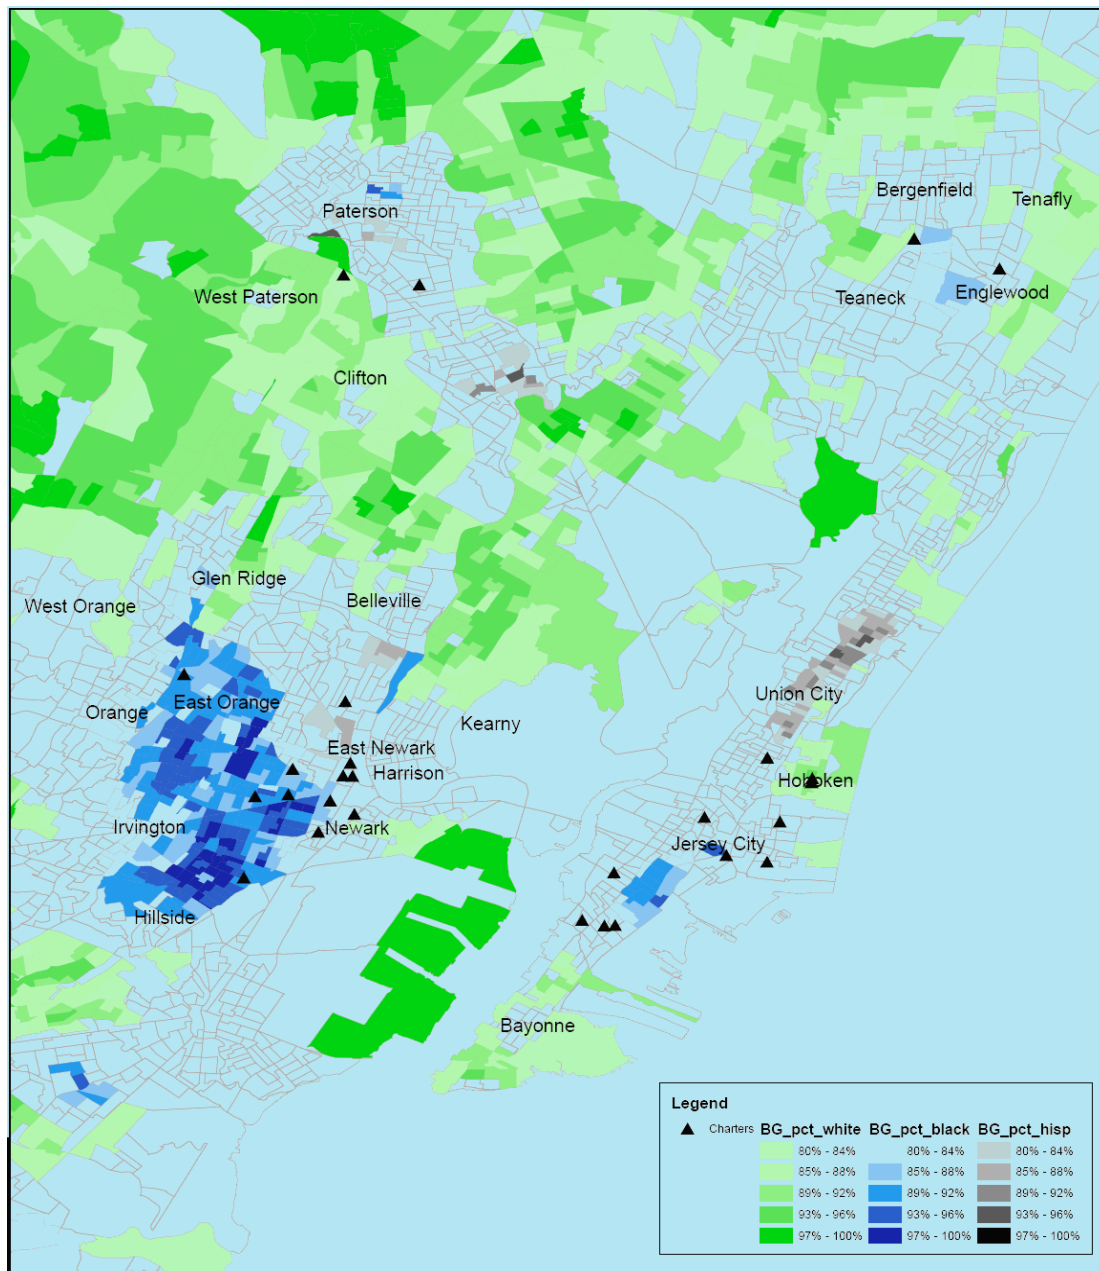 Bergenfield
Tenafly
Paterson
West Paterson
Teaneck
Englewood
Clifton
Glen Ridge
West Orange
Belleville
Orange
East Orange
Union City
Kearny
East Newark
Harrison
Hoboken
Irvington
Newark
Jersey City
Hillside
Bayonne
Legend
Charters BG_pct_white BG_pct_black BG_pct_hisp
80% - 84% 80% - 84% 80% - 84%
85% - 88% 85% - 88% 85% - 88%
89% - 92% 89% - 92% 89% - 92%
93% - 96% 93% - 96% 93% - 96%
97% - 100% 97% - 100% 97% - 100%